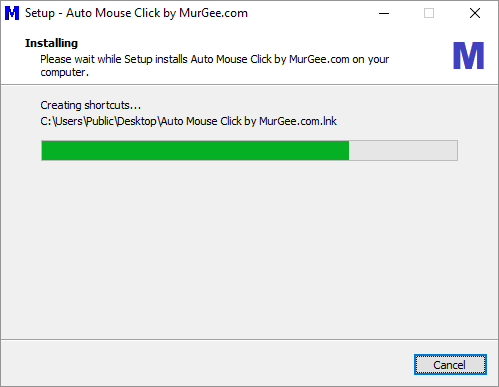 Setup - Auto Mouse Click by MurGee.com
Installing
Please wait while Setup installs Auto Mouse Click by MurGee.com on your
computer.
M
Creating shortcuts...
C:\Users\Public\Desktop\Auto Mouse Click by MurGee.com.lnk
Cancel